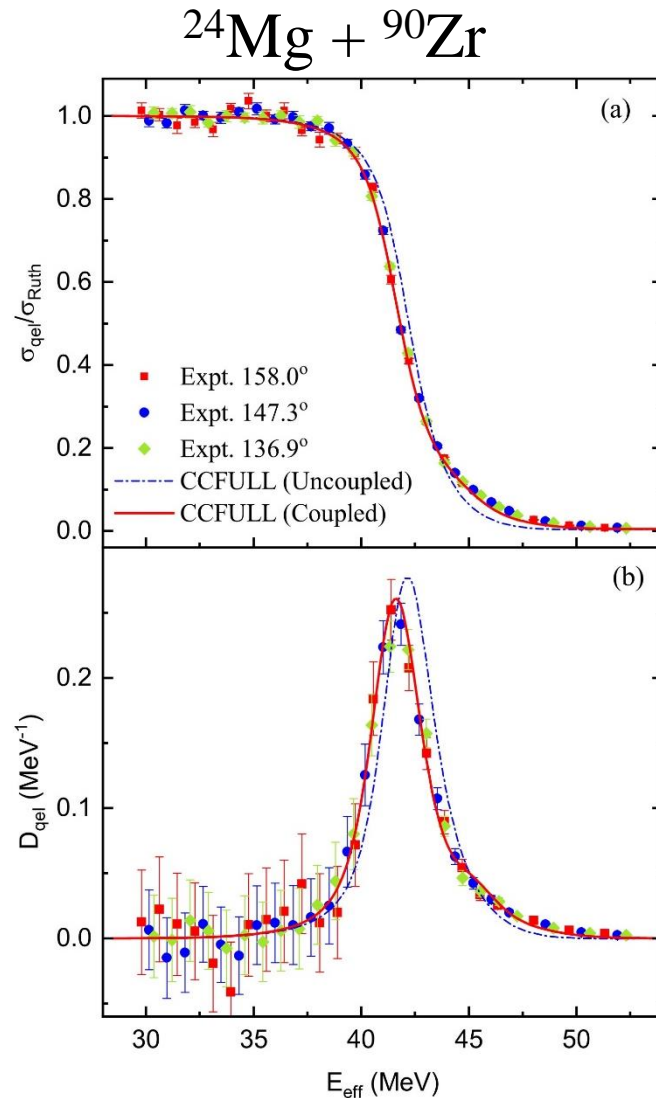 ²⁴Mg + ⁹⁰Zr
(a)
1.0
0.8
0.6
0.4
0.2
0.0
σqel/σRuth
Expt. 158.0°
Expt. 147.3°
Expt. 136.9°
CCFULL (Uncoupled)
CCFULL (Coupled)
(b)
0.2
0.1
0.0
Dqel (MeV⁻¹)
30 35 40 45 50
Eeff (MeV)